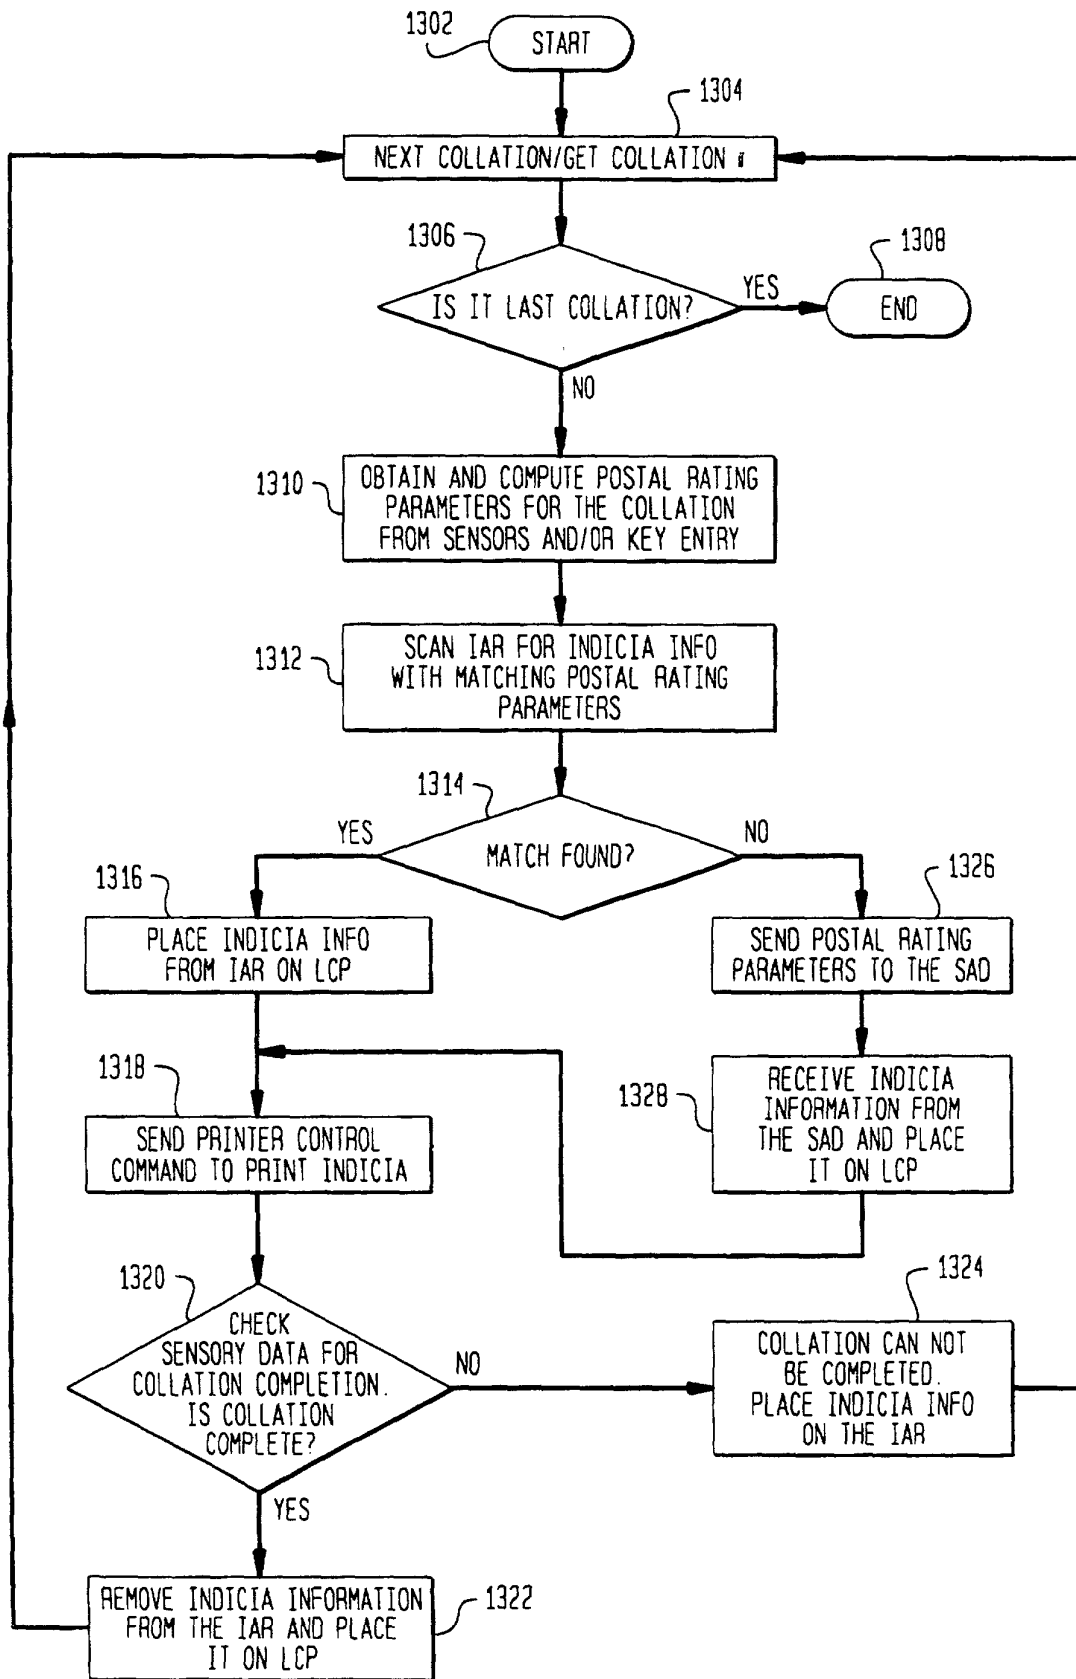 1302
START
1304
NEXT COLLATION/GET COLLATION
1306
IS IT LAST COLLATION?
YES
1308
END
NO
1310
OBTAIN AND COMPUTE POSTAL RATING
PARAMETERS FOR THE COLLATION
FROM SENSORS AND/OR KEY ENTRY
1312
SCAN IAR FOR INDICIA INFO
WITH MATCHING POSTAL RATING
PARAMETERS
1314
MATCH FOUND?
YES
NO
1316
PLACE INDICIA INFO
FROM IAR ON LCP
1326
SEND POSTAL RATING
PARAMETERS TO THE SAD
1318
SEND PRINTER CONTROL
COMMAND TO PRINT INDICIA
1328
RECEIVE INDICIA
INFORMATION FROM
THE SAD AND PLACE
IT ON LCP
1320
CHECK
SENSORY DATA FOR
COLLATION COMPLETION.
IS COLLATION
COMPLETE?
NO
1324
COLLATION CAN NOT
BE COMPLETED.
PLACE INDICIA INFO
ON THE IAR
YES
REMOVE INDICIA INFORMATION
FROM THE IAR AND PLACE
IT ON LCP
1322